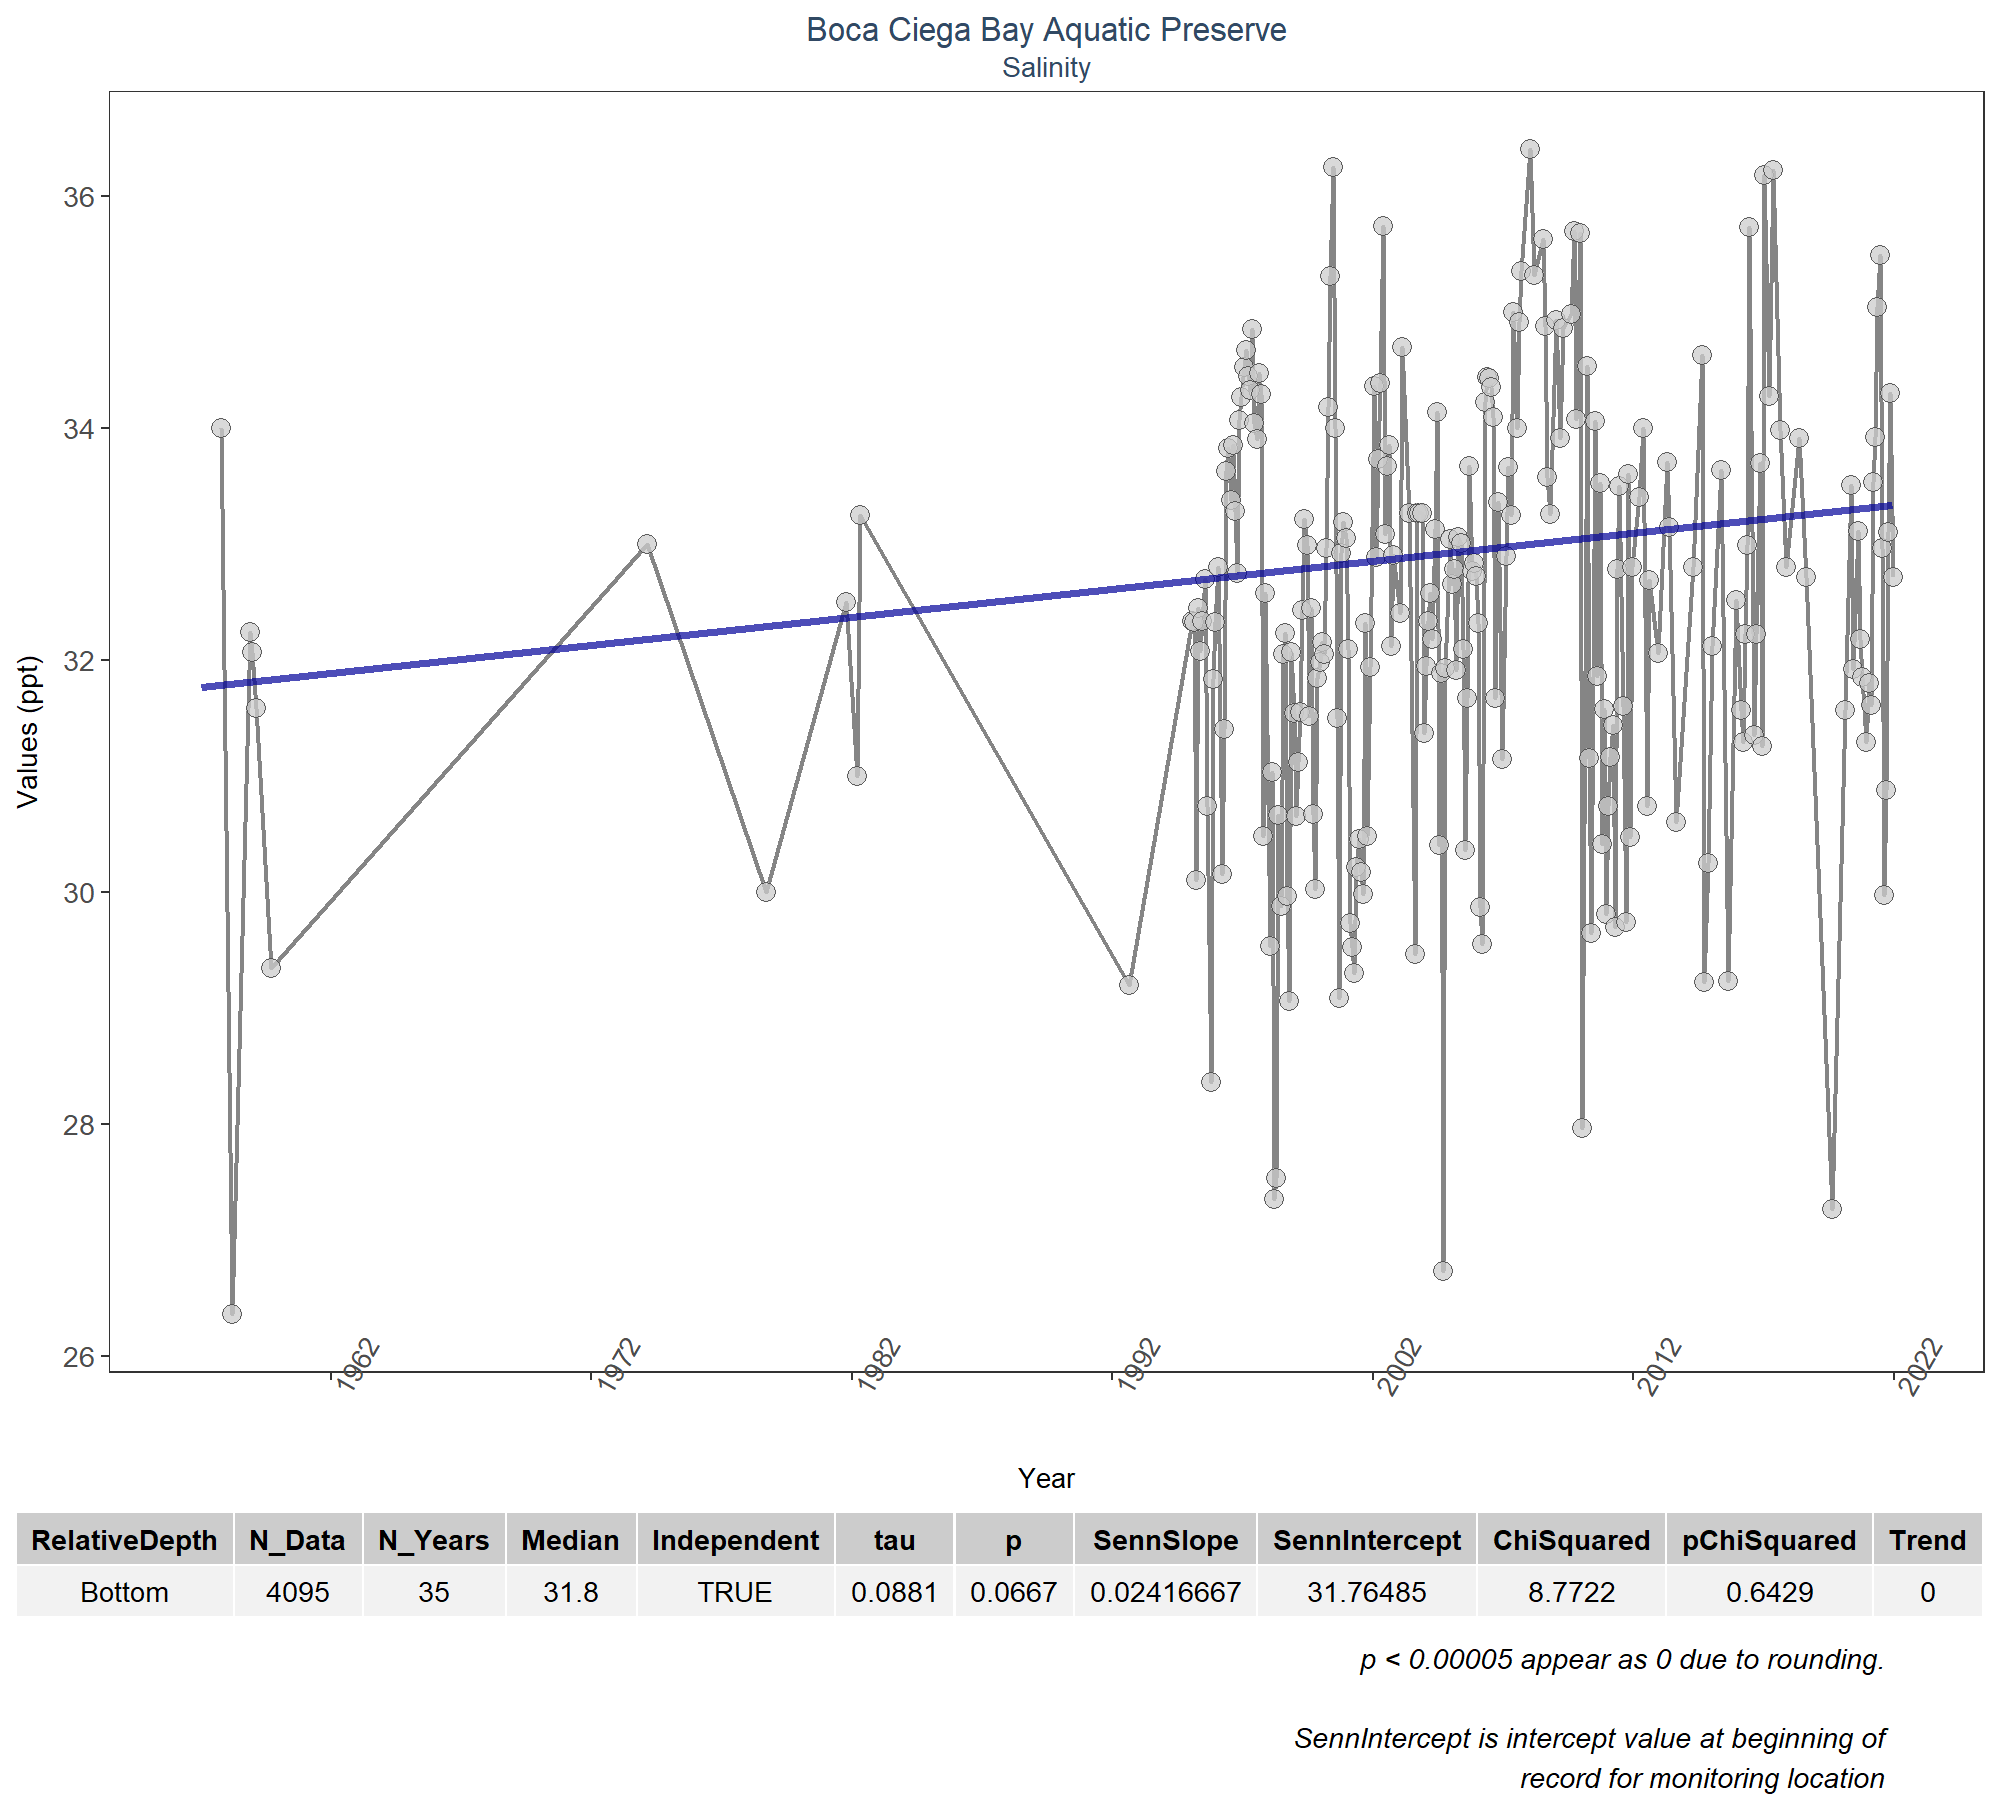 Boca Ciega Bay Aquatic Preserve
Salinity
36
34
32
30
28
26
Values (ppt)
1962 1972 1982 1992 2002 2012 2022
Year
RelativeDepth N_Data N_Years Median Independent tau p SennSlope SennIntercept ChiSquared pChiSquared Trend
Bottom 4095 35 31.8 TRUE 0.0881 0.0667 0.02416667 31.76485 8.7722 0.6429 0
p < 0.00005 appear as 0 due to rounding.
SennIntercept is intercept value at beginning of
record for monitoring location